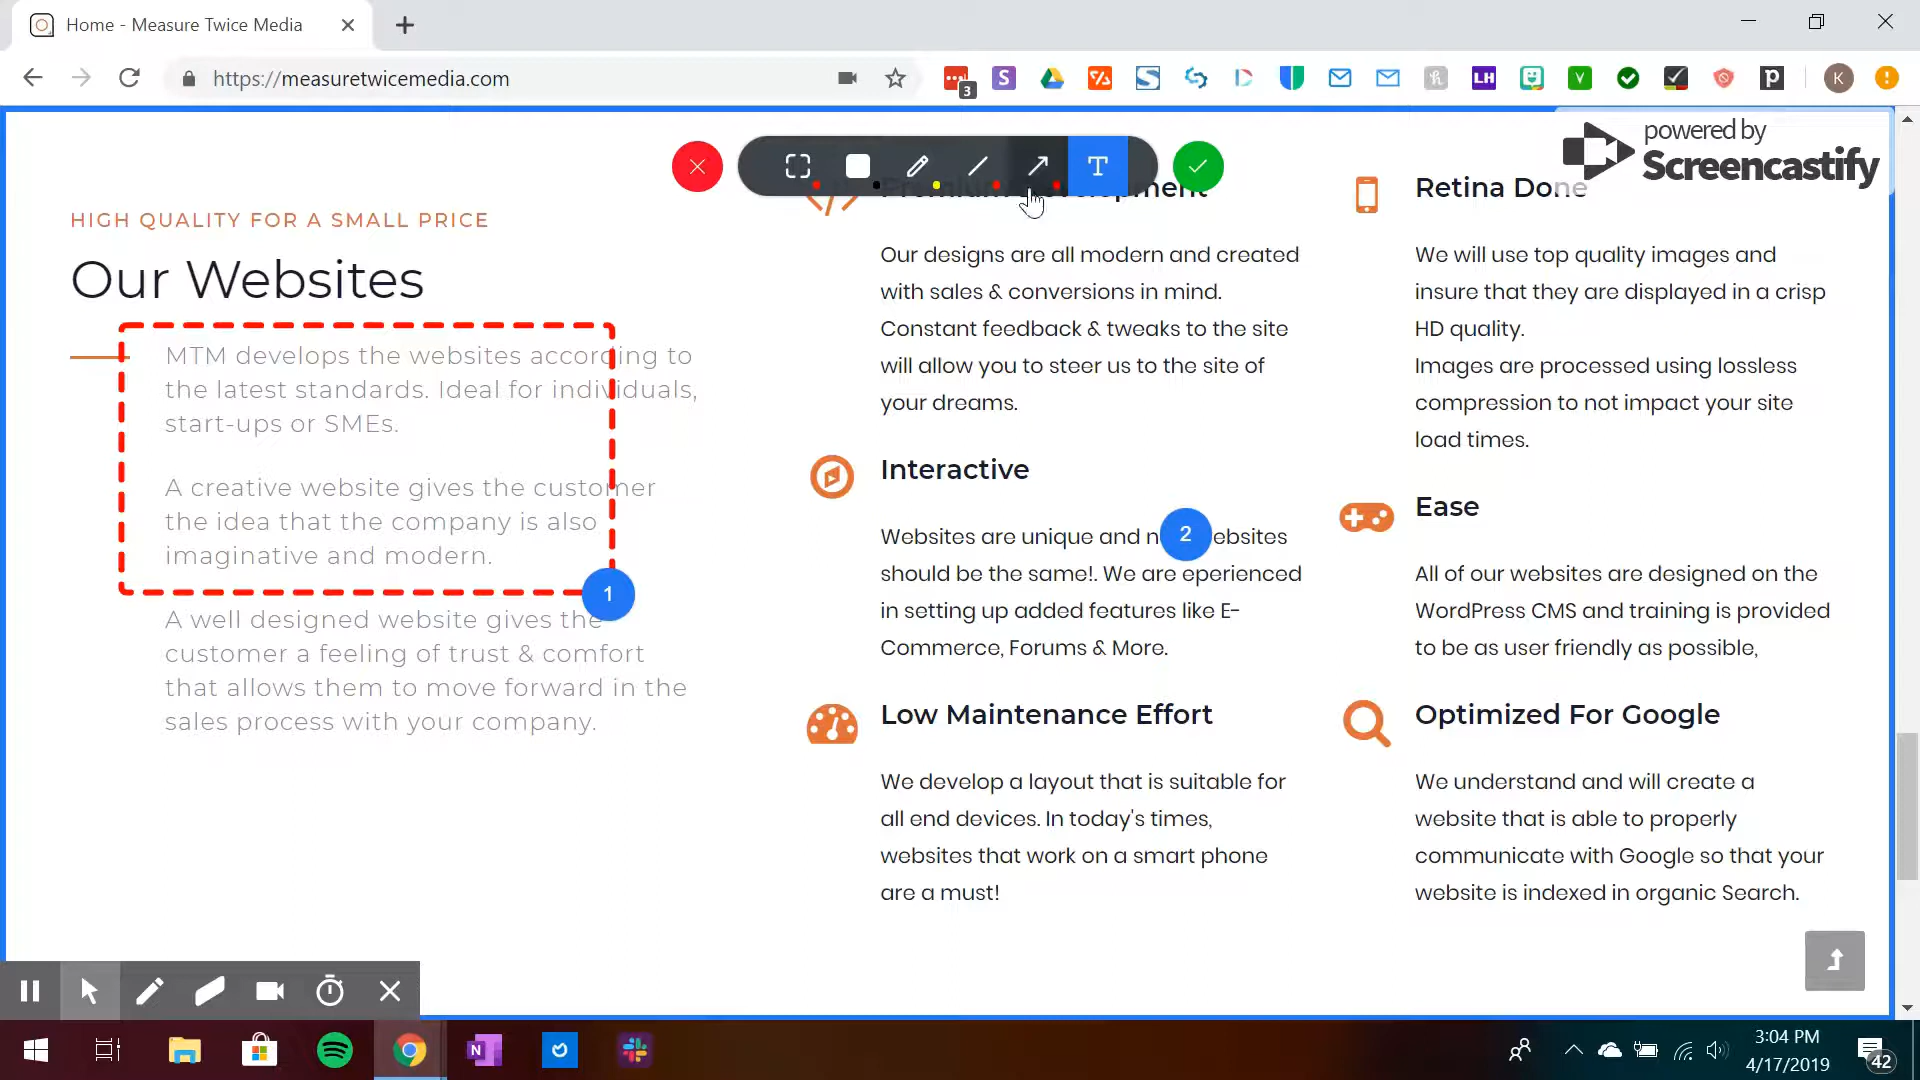 Home - Measure Twice Media
https://measuretwicemedia.com
3
S
LH
V
P
K
powered by
Screencastify
T
HIGH QUALITY FOR A SMALL PRICE
Our Websites
MTM develops the websites according to
the latest standards. Ideal for individuals,
start-ups or SMEs.
A creative website gives the customer
the idea that the company is also
imaginative and modern.
1
A well designed website gives the
customer a feeling of trust & comfort
that allows them to move forward in the
sales process with your company.
Our designs are all modern and created
with sales & conversions in mind.
Constant feedback & tweaks to the site
will allow you to steer us to the site of
your dreams.
Interactive
Websites are unique and n 2 ebsites
should be the same!. We are eperienced
in setting up added features like E-
Commerce, Forums & More.
Low Maintenance Effort
We develop a layout that is suitable for
all end devices. In today's times,
websites that work on a smart phone
are a must!
Retina Done
We will use top quality images and
insure that they are displayed in a crisp
HD quality.
Images are processed using lossless
compression to not impact your site
load times.
Ease
All of our websites are designed on the
WordPress CMS and training is provided
to be as user friendly as possible,
Optimized For Google
We understand and will create a
website that is able to properly
communicate with Google so that your
website is indexed in organic Search.
N
3:04 PM
4/17/2019
42